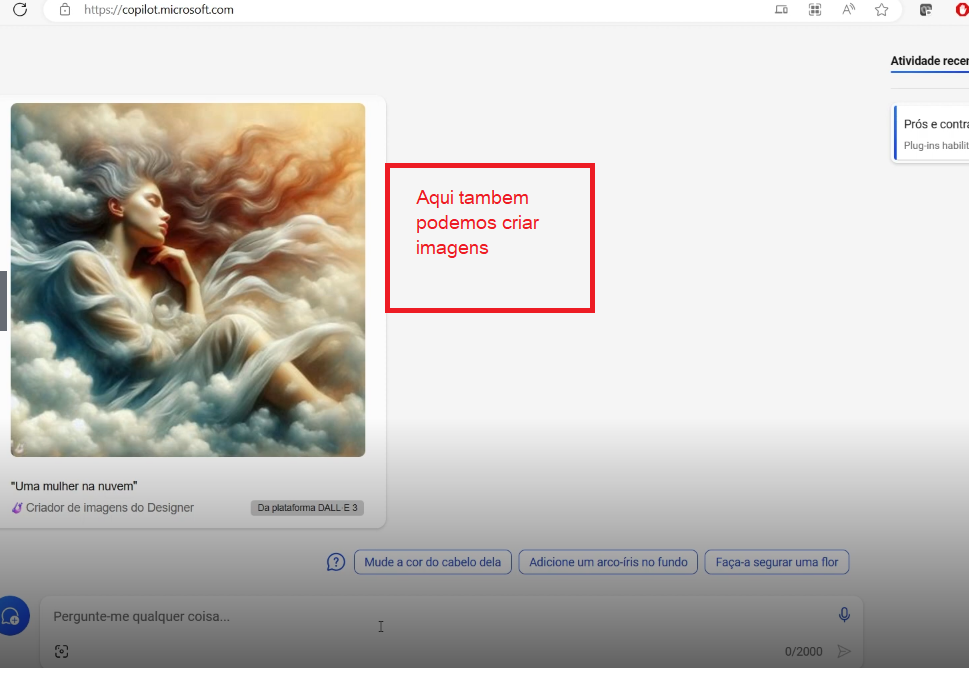 https://copilot.microsoft.com
Atividade recen
Prós e contra
Plug-ins habilit
Aqui tambem
podemos criar
imagens
"Uma mulher na nuvem"
Criador de imagens do Designer
Da plataforma DALL·E 3
Mude a cor do cabelo dela
Adicione um arco-íris no fundo
Faça-a segurar uma flor
Pergunte-me qualquer coisa...
0/2000